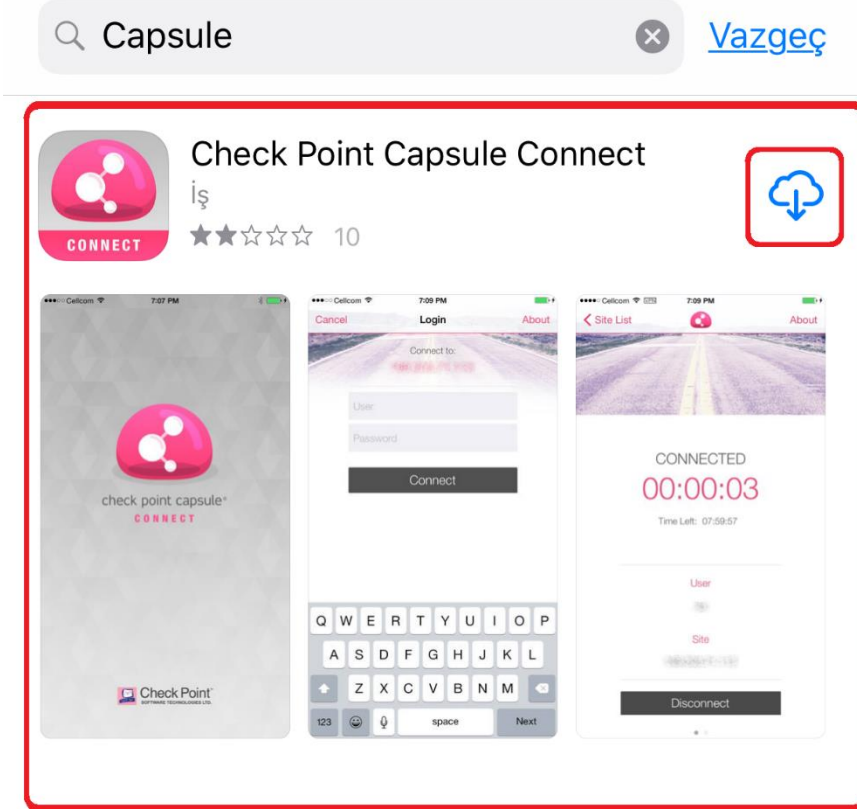 Capsule
Vazgeç
Check Point Capsule Connect
İş
10
CONNECT
Cellcom 7:07 PM
check point capsule
CONNECT
Check Point
SOFTWARE TECHNOLOGIES LTD.
Cellcom 7:09 PM
Cancel Login About
Connect to:
User
Password
Connect
Q W E R T Y U I O P
A S D F G H J K L
Z X C V B N M
123 space Next
Cellcom 7:09 PM
Site List About
CONNECTED
00:00:03
Time Left: 07:59:57
User
Site
Disconnect